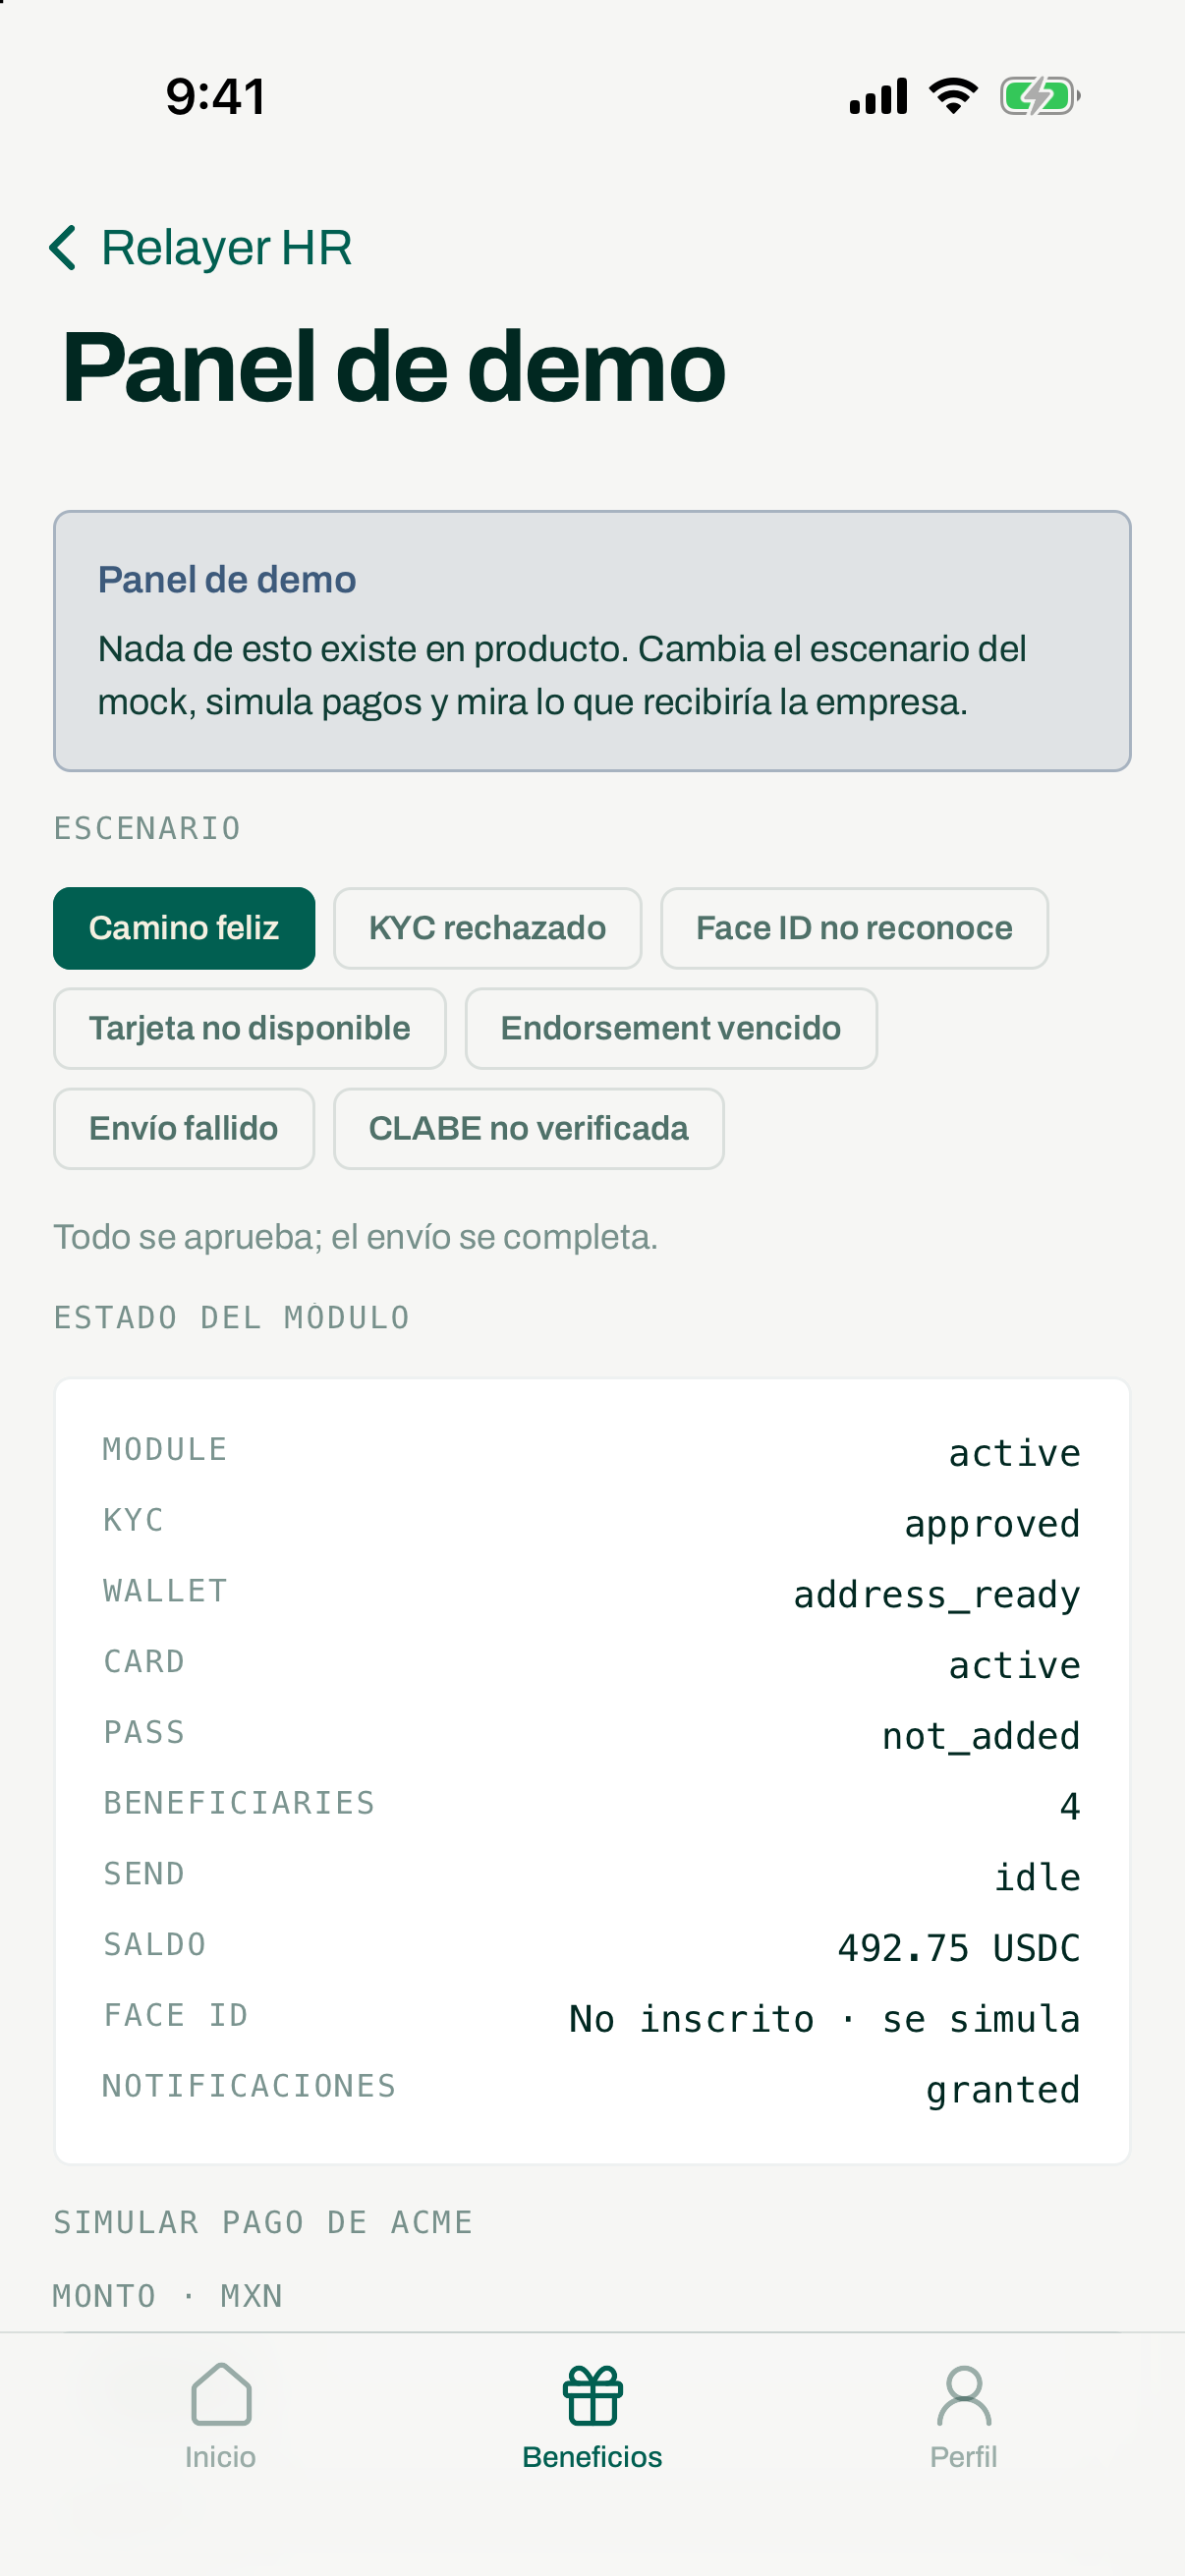 9:41
Relayer HR
Panel de demo
Panel de demo
Nada de esto existe en producto. Cambia el escenario del
mock, simula pagos y mira lo que recibiría la empresa.
ESCENARIO
Camino feliz
KYC rechazado
Face ID no reconoce
Tarjeta no disponible
Endorsement vencido
Envío fallido
CLABE no verificada
Todo se aprueba; el envío se completa.
ESTADO DEL MÓDULO
MODULE active
KYC approved
WALLET address_ready
CARD active
PASS not_added
BENEFICIARIES 4
SEND idle
SALDO 492.75 USDC
FACE ID No inscrito · se simula
NOTIFICACIONES granted
SIMULAR PAGO DE ACME
MONTO · MXN
Inicio
Beneficios
Perfil